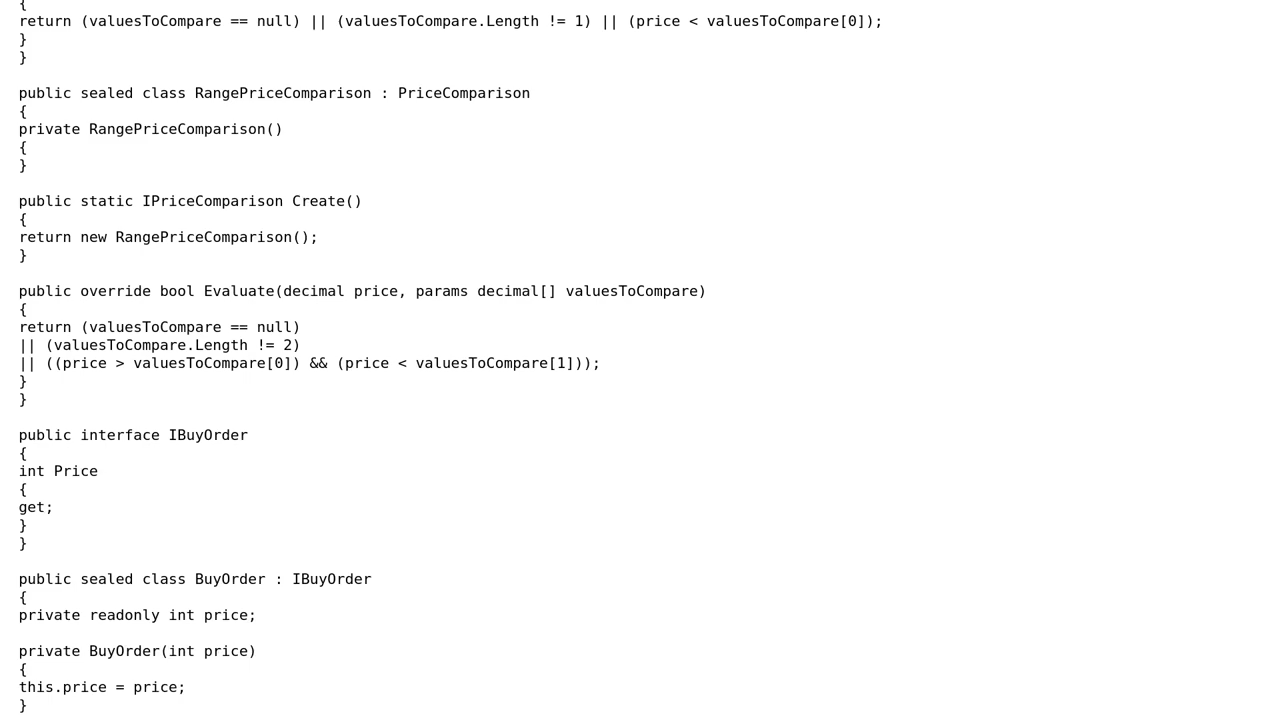 {
return (valuesToCompare == null) || (valuesToCompare.Length != 1) || (price < valuesToCompare[0]);
}
}

public sealed class RangePriceComparison : PriceComparison
{
private RangePriceComparison()
{
}

public static IPriceComparison Create()
{
return new RangePriceComparison();
}

public override bool Evaluate(decimal price, params decimal[] valuesToCompare)
{
return (valuesToCompare == null)
|| (valuesToCompare.Length != 2)
|| ((price > valuesToCompare[0]) && (price < valuesToCompare[1]));
}
}

public interface IBuyOrder
{
int Price
{
get;
}
}

public sealed class BuyOrder : IBuyOrder
{
private readonly int price;

private BuyOrder(int price)
{
this.price = price;
}